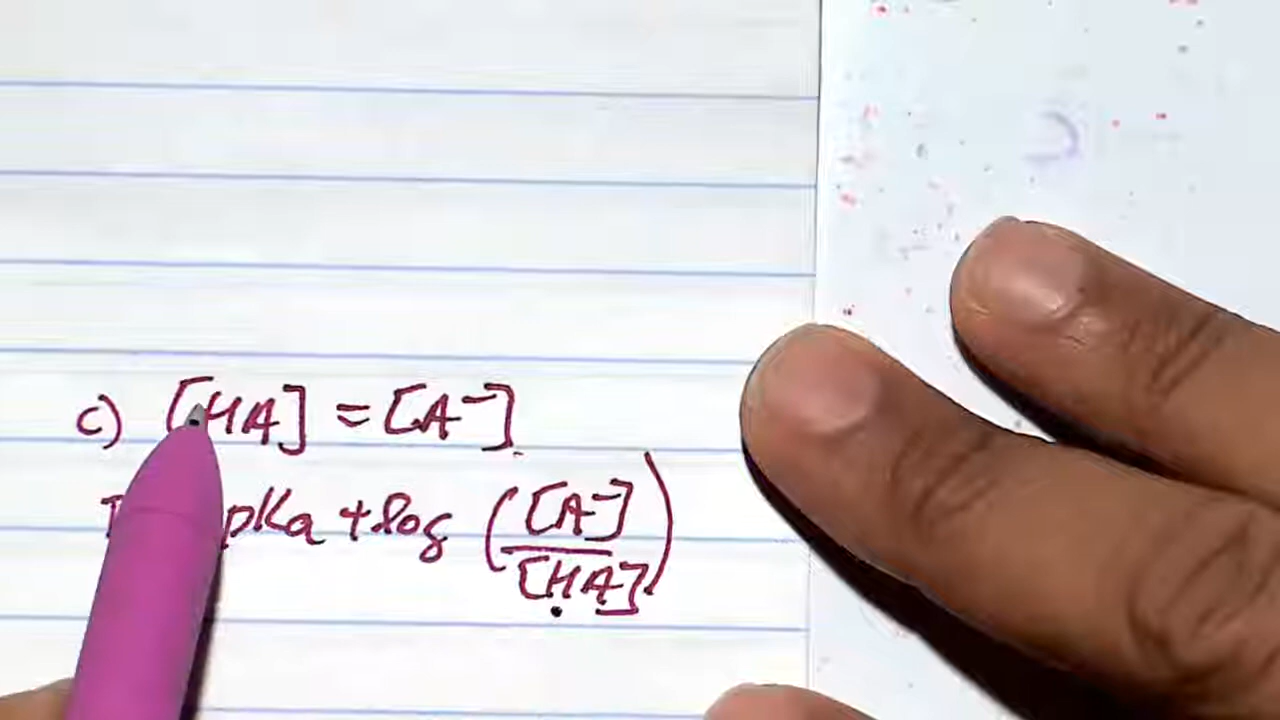 c) [HA] = [A⁻]
pKa + log ([A⁻]/[HA])